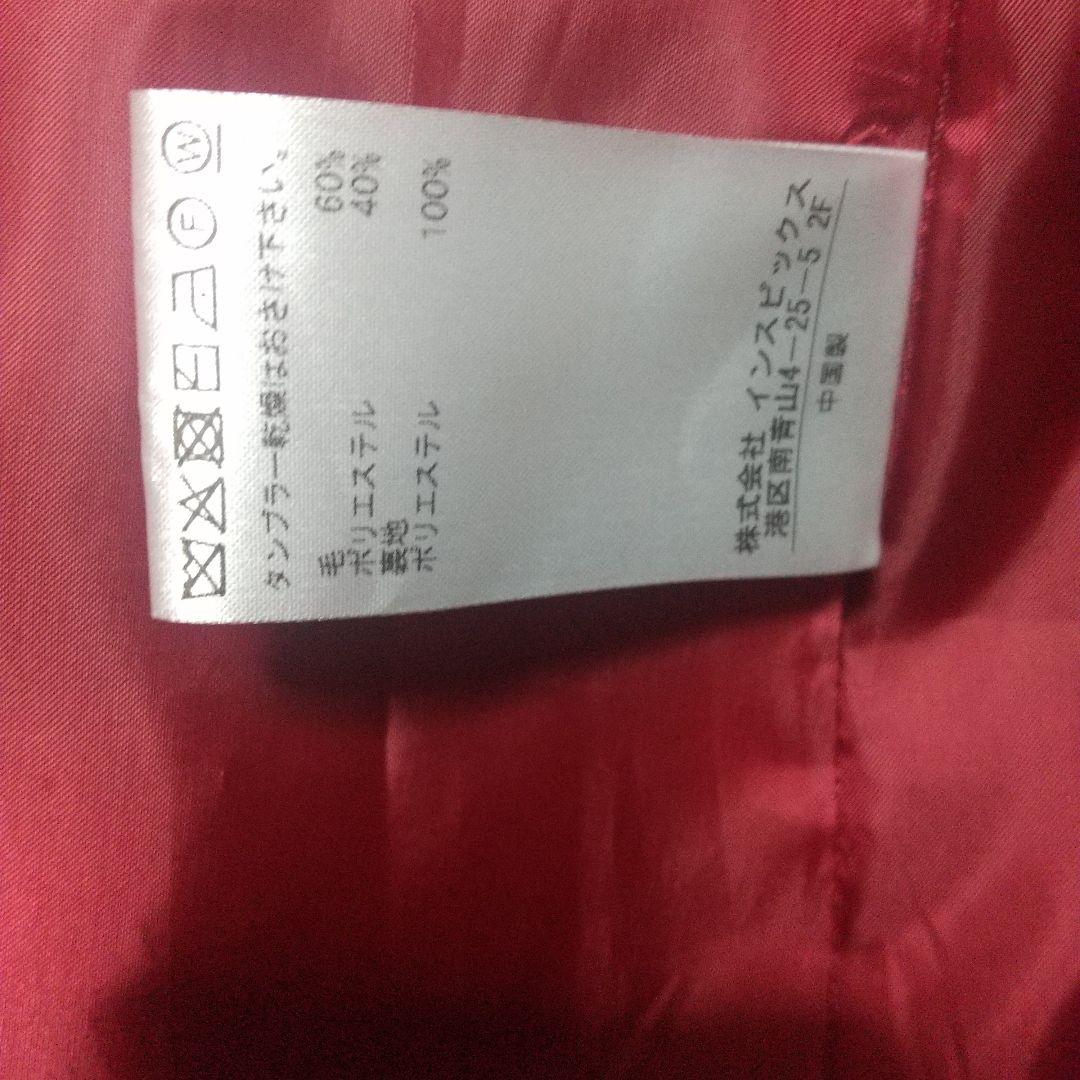 F W
タンブラー乾燥はおさけ下さい。
毛 60%
ポリエステル 40%
裏地
ポリエステル 100%
株式会社 インスピックス
港区南青山4-25-5 2F
中国製